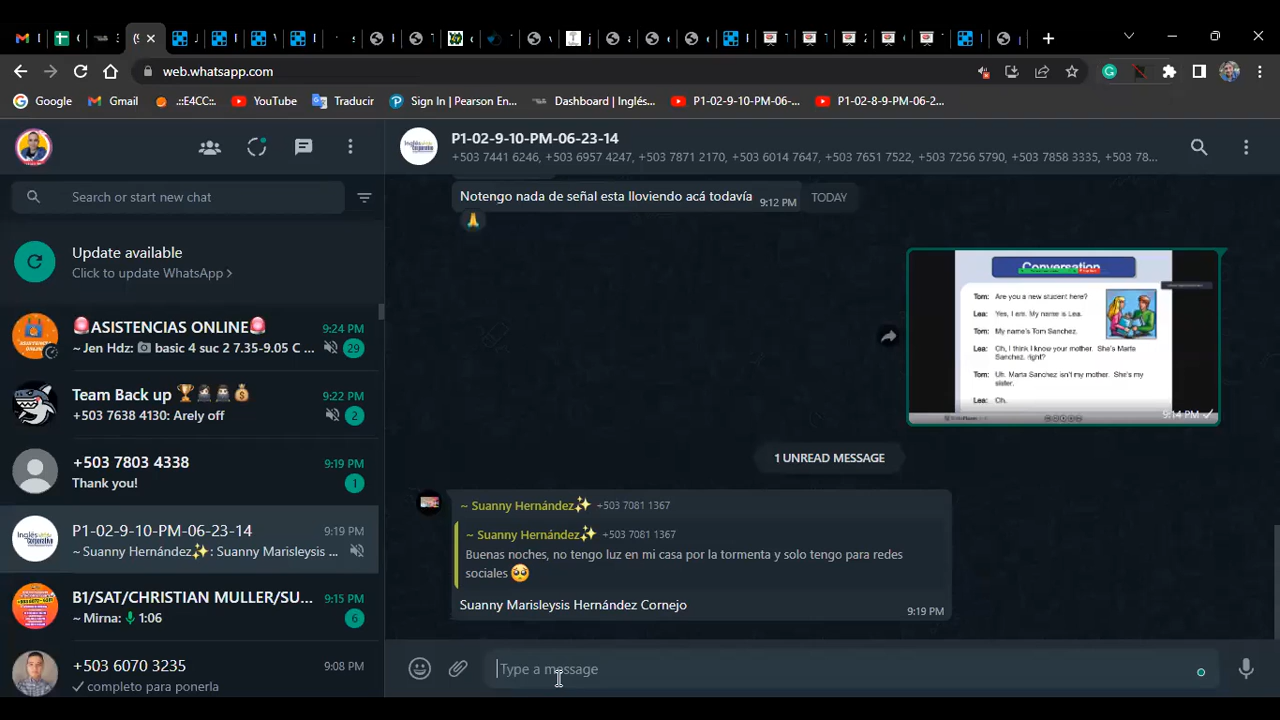 web.whatsapp.com
Google
Gmail
.::E4CC:.
YouTube
Traducir
Sign In | Pearson En...
Dashboard | Inglés...
P1-02-9-10-PM-06-...
P1-02-8-9-PM-06-2...
P1-02-9-10-PM-06-23-14
+503 7441 6246, +503 6957 4247, +503 7871 2170, +503 6014 7647, +503 7651 7522, +503 7256 5790, +503 7858 3335, +503 78...
Search or start new chat
Update available
Click to update WhatsApp
🚨ASISTENCIAS ONLINE🚨
9:24 PM
~ Jen Hdz: basic 4 suc 2 7.35-9.05 C ...
29
Team Back up
9:22 PM
+503 7638 4130: Arely off
2
+503 7803 4338
9:19 PM
Thank you!
1
P1-02-9-10-PM-06-23-14
9:19 PM
~ Suanny Hernández✨: Suanny Marisleysis ...
B1/SAT/CHRISTIAN MULLER/SU...
9:15 PM
~ Mirna: 1:06
6
+503 6070 3235
9:08 PM
completo para ponerla
Notengo nada de señal esta lloviendo acá todavía
9:12 PM
TODAY
Conversation
Tom: Are you a new student here?
Lea: Yes, I am. My name is Lea.
Tom: My name's Tom Sanchez.
Lea: Oh, I think I know your mother. She's Marta
Sanchez, right?
Tom: Uh. Marta Sanchez isn't my mother. She's my
sister.
Lea: Oh.
9:14 PM
1 UNREAD MESSAGE
~ Suanny Hernández✨ +503 7081 1367
~ Suanny Hernández✨ +503 7081 1367
Buenas noches, no tengo luz en mi casa por la tormenta y solo tengo para redes
sociales 🥺
Suanny Marisleysis Hernández Cornejo
9:19 PM
Type a message